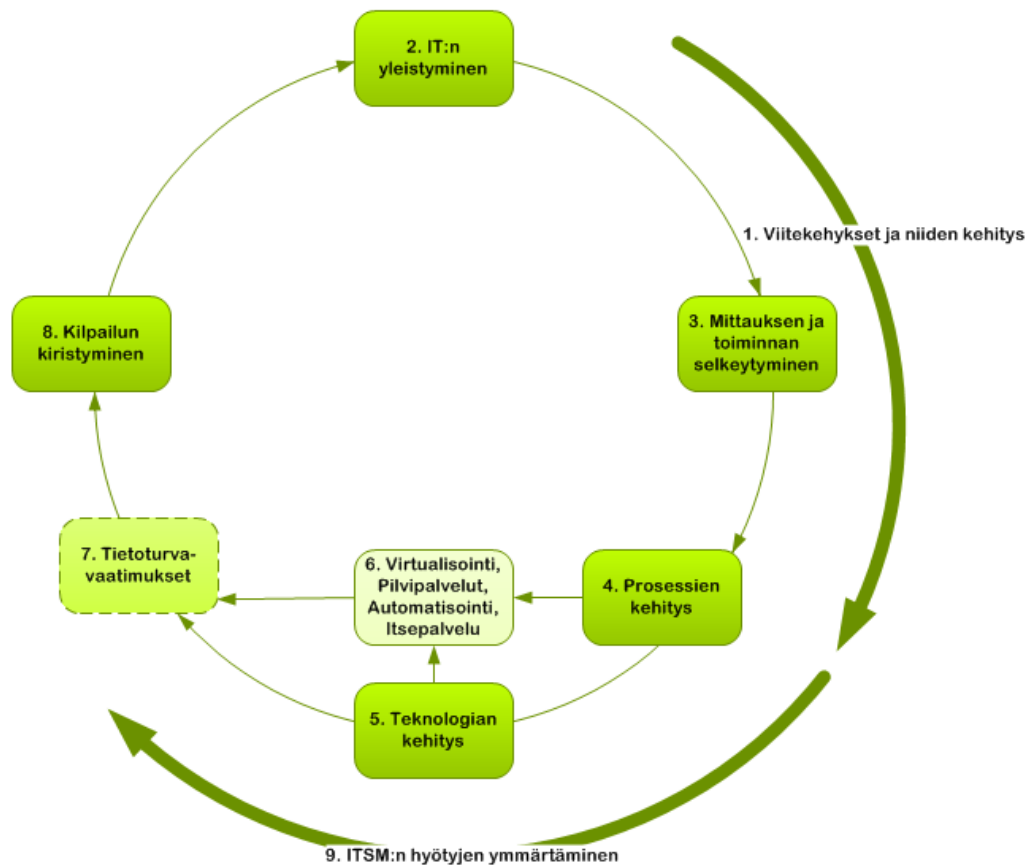 2. IT:n
yleistyminen
1. Viitekehykset ja niiden kehitys
3. Mittauksen ja
toiminnan
selkeytyminen
8. Kilpailun
kiristyminen
7. Tietoturva-
vaatimukset
6. Virtualisointi,
Pilvipalvelut,
Automatisointi,
Itsepalvelu
4. Prosessien
kehitys
5. Teknologian
kehitys
9. ITSM:n hyötyjen ymmärtäminen